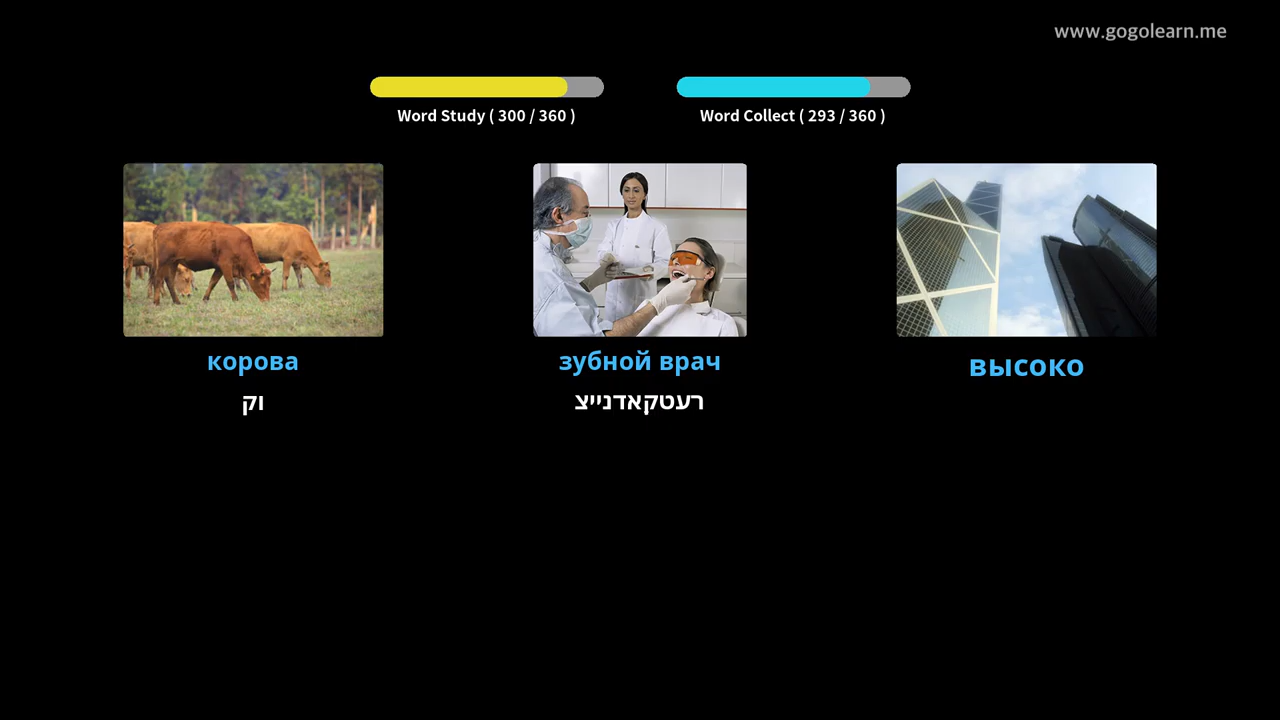 www.gogolearn.me
Word Study ( 300 / 360 )
Word Collect ( 293 / 360 )
корова
зубной врач
высоко
וק
רעטקאדנייצ